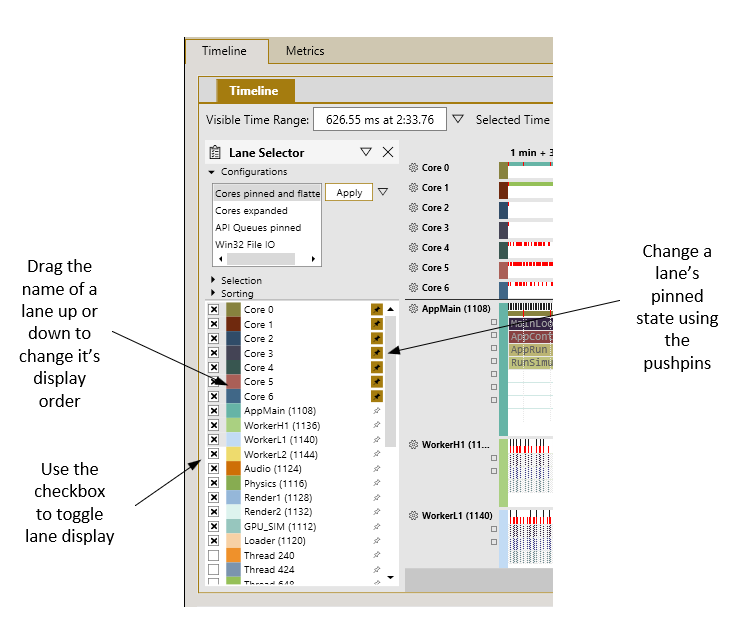 Timeline
Metrics
Timeline
Visible Time Range:
626.55 ms at 2:33.76
Selected Time
Lane Selector
Configurations
Cores pinned and flatte
Apply
Cores expanded
API Queues pinned
Win32 File IO
Selection
Sorting
Core 0
Core 1
Core 2
Core 3
Core 4
Core 5
Core 6
AppMain (1108)
WorkerH1 (1136)
WorkerL1 (1140)
WorkerL2 (1144)
Audio (1124)
Physics (1116)
Render1 (1128)
Render2 (1132)
GPU_SIM (1112)
Loader (1120)
Thread 240
Thread 424
Thread 648
1 min + 3
Core 0
Core 1
Core 2
Core 3
Core 4
Core 5
Core 6
AppMain (1108)
MainLoo
AppCont
AppRun
RunSimu
WorkerH1 (11...
WorkerL1 (1140)
Drag the
name of a
lane up or
down to
change it's
display
order
Use the
checkbox
to toggle
lane display
Change a
lane's
pinned
state using
the
pushpins